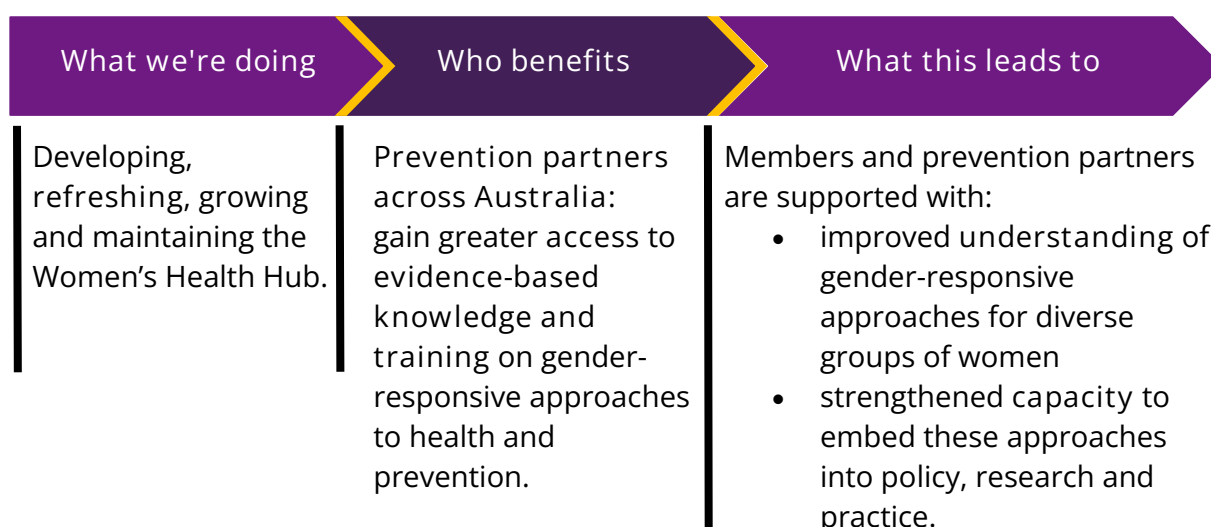 What we're doing
Who benefits
What this leads to
Developing,
refreshing, growing
and maintaining the
Women’s Health Hub.
Prevention partners
across Australia:
gain greater access to
evidence-based
knowledge and
training on gender-
responsive approaches
to health and
prevention.
Members and prevention partners
are supported with:
• improved understanding of
gender-responsive
approaches for diverse
groups of women
• strengthened capacity to
embed these approaches
into policy, research and
practice.